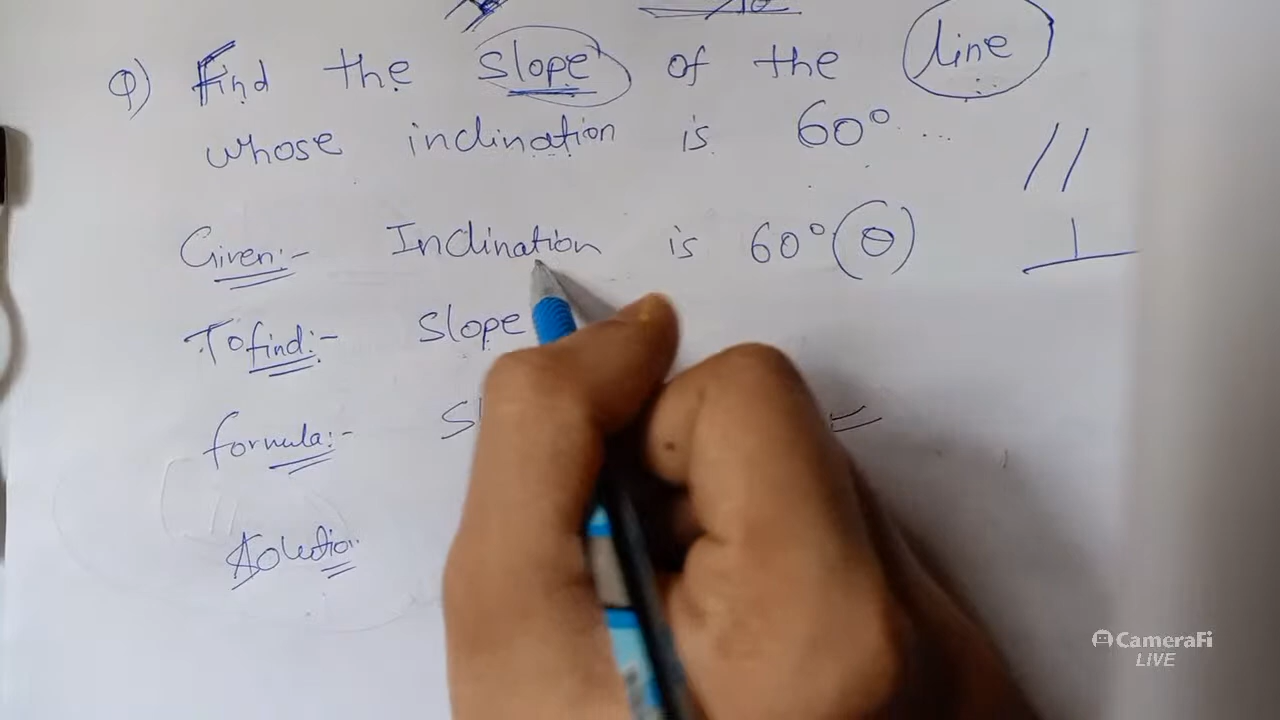 Q) Find the slope of the line
whose inclination is 60° ...
Given:- Inclination is 60° (θ)
To find:- Slope
formula:-
Solution
CameraFi
LIVE